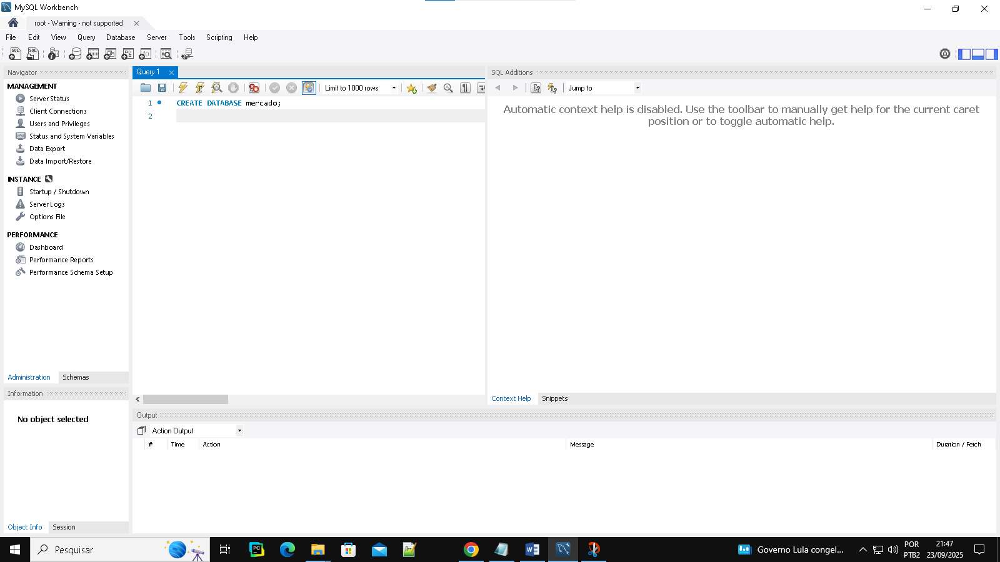 MySQL Workbench
root - Warning - not supported
File Edit View Query Database Server Tools Scripting Help
Navigator
MANAGEMENT
Server Status
Client Connections
Users and Privileges
Status and System Variables
Data Export
Data Import/Restore
INSTANCE
Startup / Shutdown
Server Logs
Options File
PERFORMANCE
Dashboard
Performance Reports
Performance Schema Setup
Administration Schemas
Information
No object selected
Object Info Session
Query 1
Limit to 1000 rows
1 CREATE DATABASE mercado;
2
SQL Additions
Jump to
Automatic context help is disabled. Use the toolbar to manually get help for the current caret
position or to toggle automatic help.
Context Help Snippets
Output
Action Output
# Time Action Message Duration / Fetch
Pesquisar
Governo Lula congel...
POR
PTB2
21:47
23/09/2025